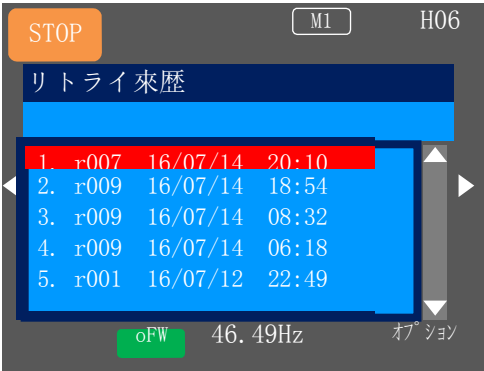 STOP M1 H06
リトライ來歴
1. r007 16/07/14 20:10
2. r009 16/07/14 18:54
3. r009 16/07/14 08:32
4. r009 16/07/14 06:18
5. r001 16/07/12 22:49
oFW 46.49Hz オプション